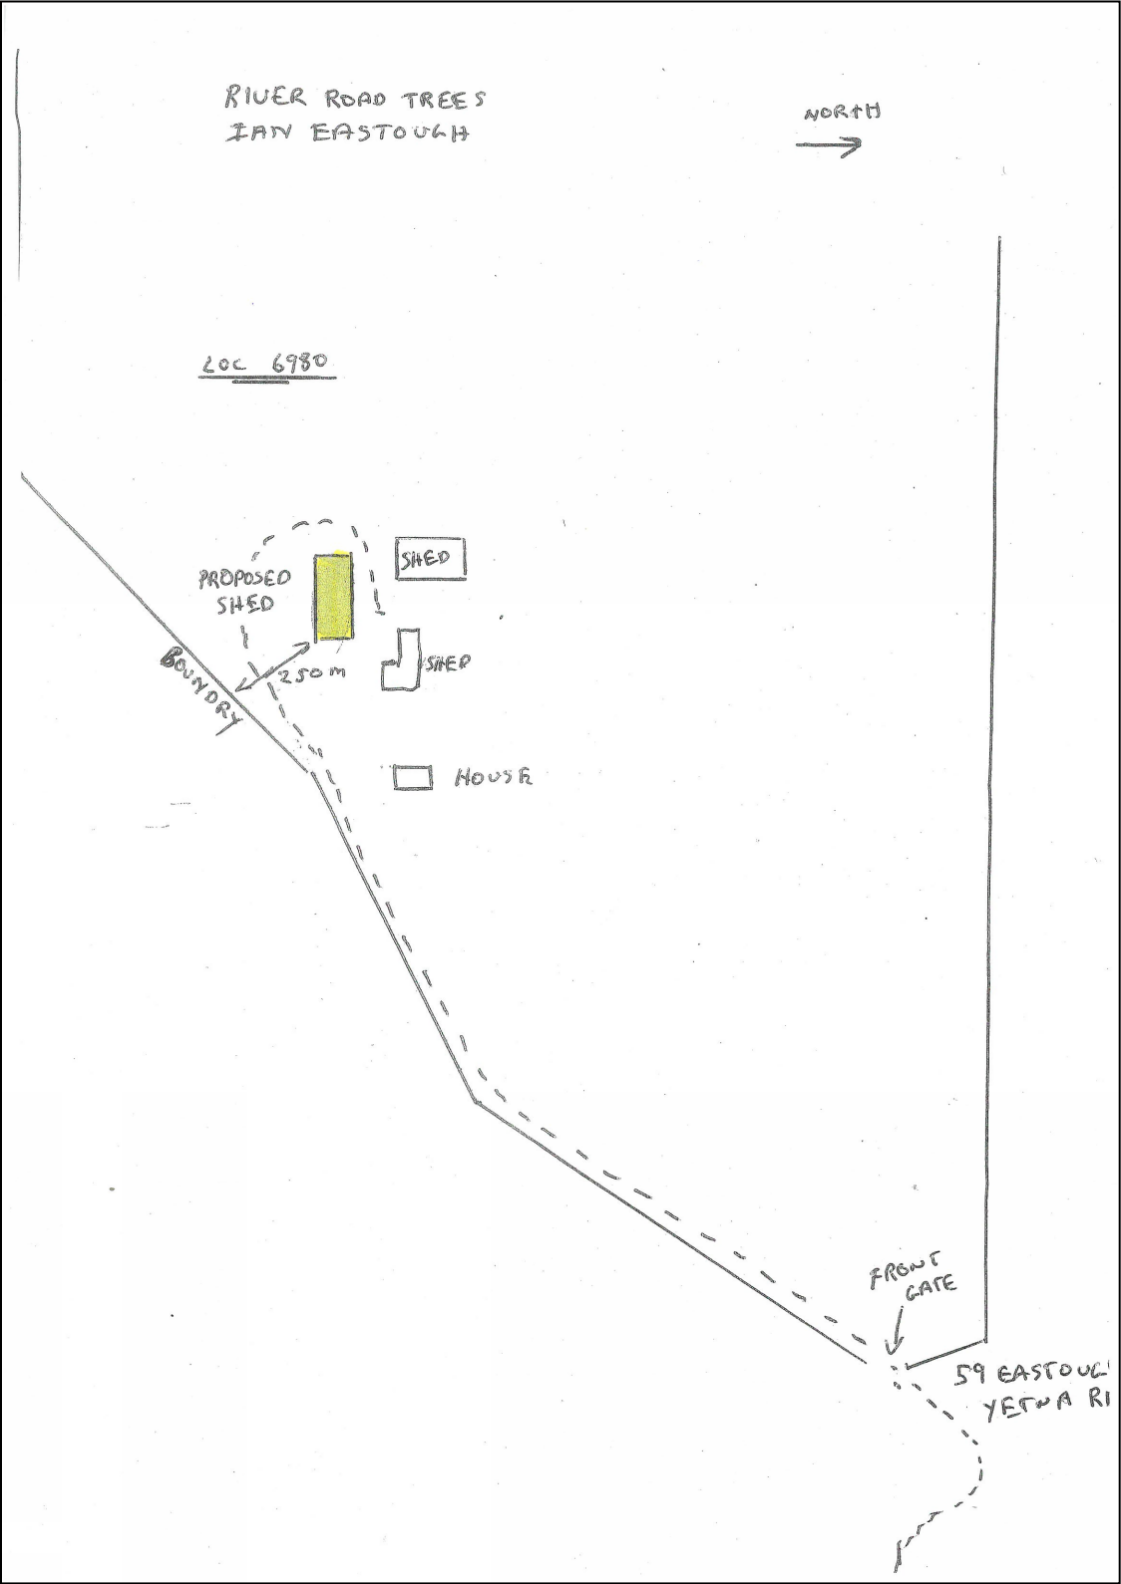 RIVER ROAD TREES
IAN EASTOUGH
NORTH
LOC 6980
SHED
PROPOSED
SHED
SHED
250m
BOUNDRY
HOUSE
FRONT
GATE
59 EASTOUG
YETNA RI